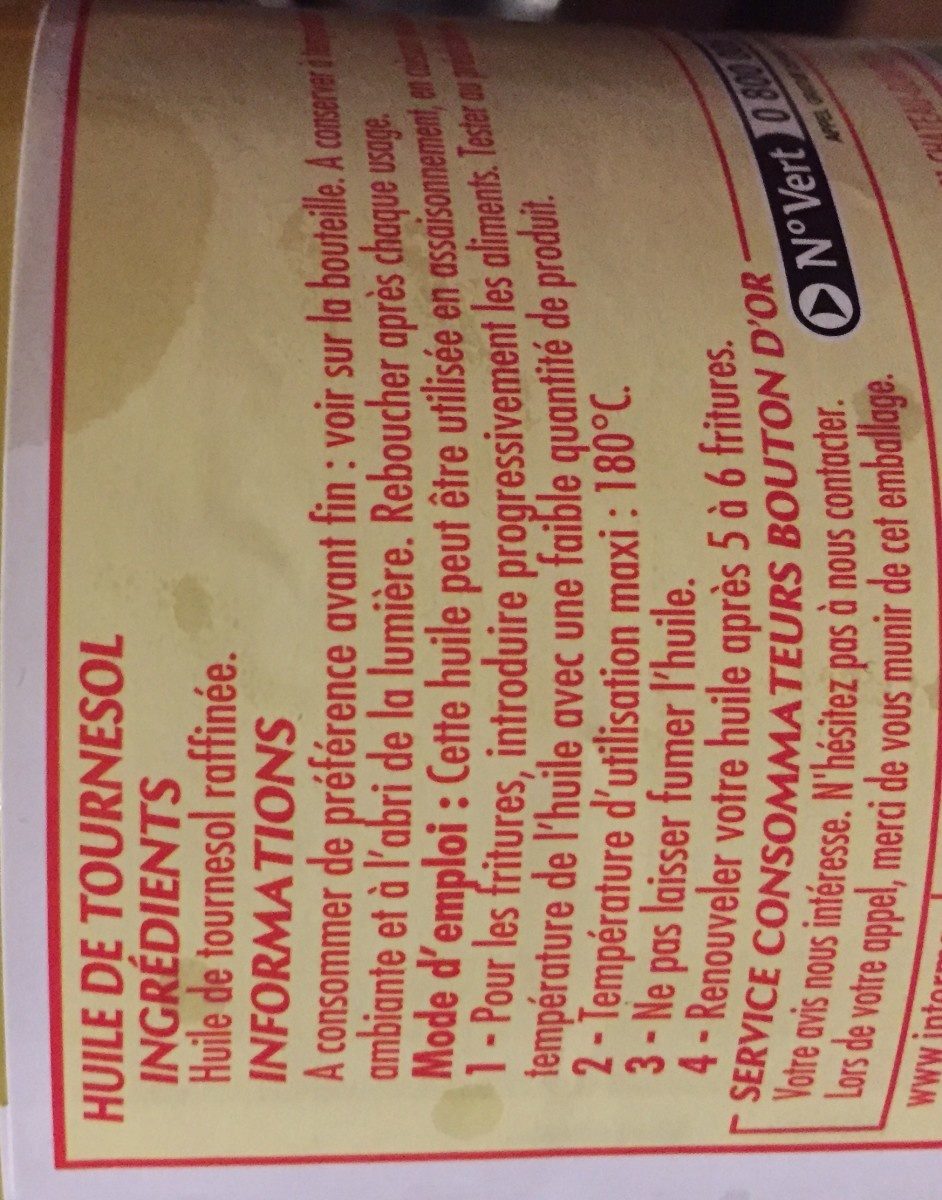 HUILE DE TOURNESOL
INGRÉDIENTS
Huile de tournesol raffinée.
INFORMATIONS
A consommer de préférence avant fin : voir sur la bouteille. A conserver à
ambiante et à l'abri de la lumière. Reboucher après chaque usage.
Mode d'emploi : Cette huile peut être utilisée en assaisonnement, en
1 - Pour les fritures, introduire progressivement les aliments. Tester au
température de l'huile avec une faible quantité de produit.
2 - Température d'utilisation maxi : 180°C.
3 - Ne pas laisser fumer l'huile.
4 - Renouveler votre huile après 5 à 6 fritures.
SERVICE CONSOMMATEURS BOUTON D'OR
Votre avis nous intéresse. N'hésitez pas à nous contacter.
N° Vert 0 800
APPEL
Lors de votre appel, merci de vous munir de cet emballage.